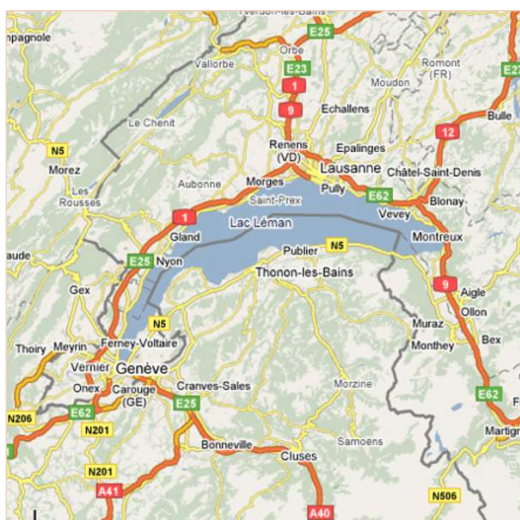 Yverdon-les-Bains
E25
mpagnole
Orbe
Vallorbe
E23
Romont
(FR)
1
Moudon
E27
9
Echallens
Le Chenit
Bulle
12
N5
Renens
(VD)
Epalinges
Morez
Lausanne
Châtel-Saint-Denis
Les
Rousses
Aubonne
Morges
Pully
E62
Saint-Prex
Blonay
1
Vevey
Lac Léman
Gland
Montreux
Publier
N5
aude
E25
Nyon
Thonon-les-Bains
Gex
9
Aigle
Ollon
N5
Muraz
Thoiry
Meyrin
Ferney-Voltaire
Monthey
Bex
Vernier
Genève
Onex
Carouge
(GE)
Cranves-Sales
Morzine
E62
E25
E62
N206
N201
Bonneville
Samoens
Martign
Cluses
N201
A41
N506
A40